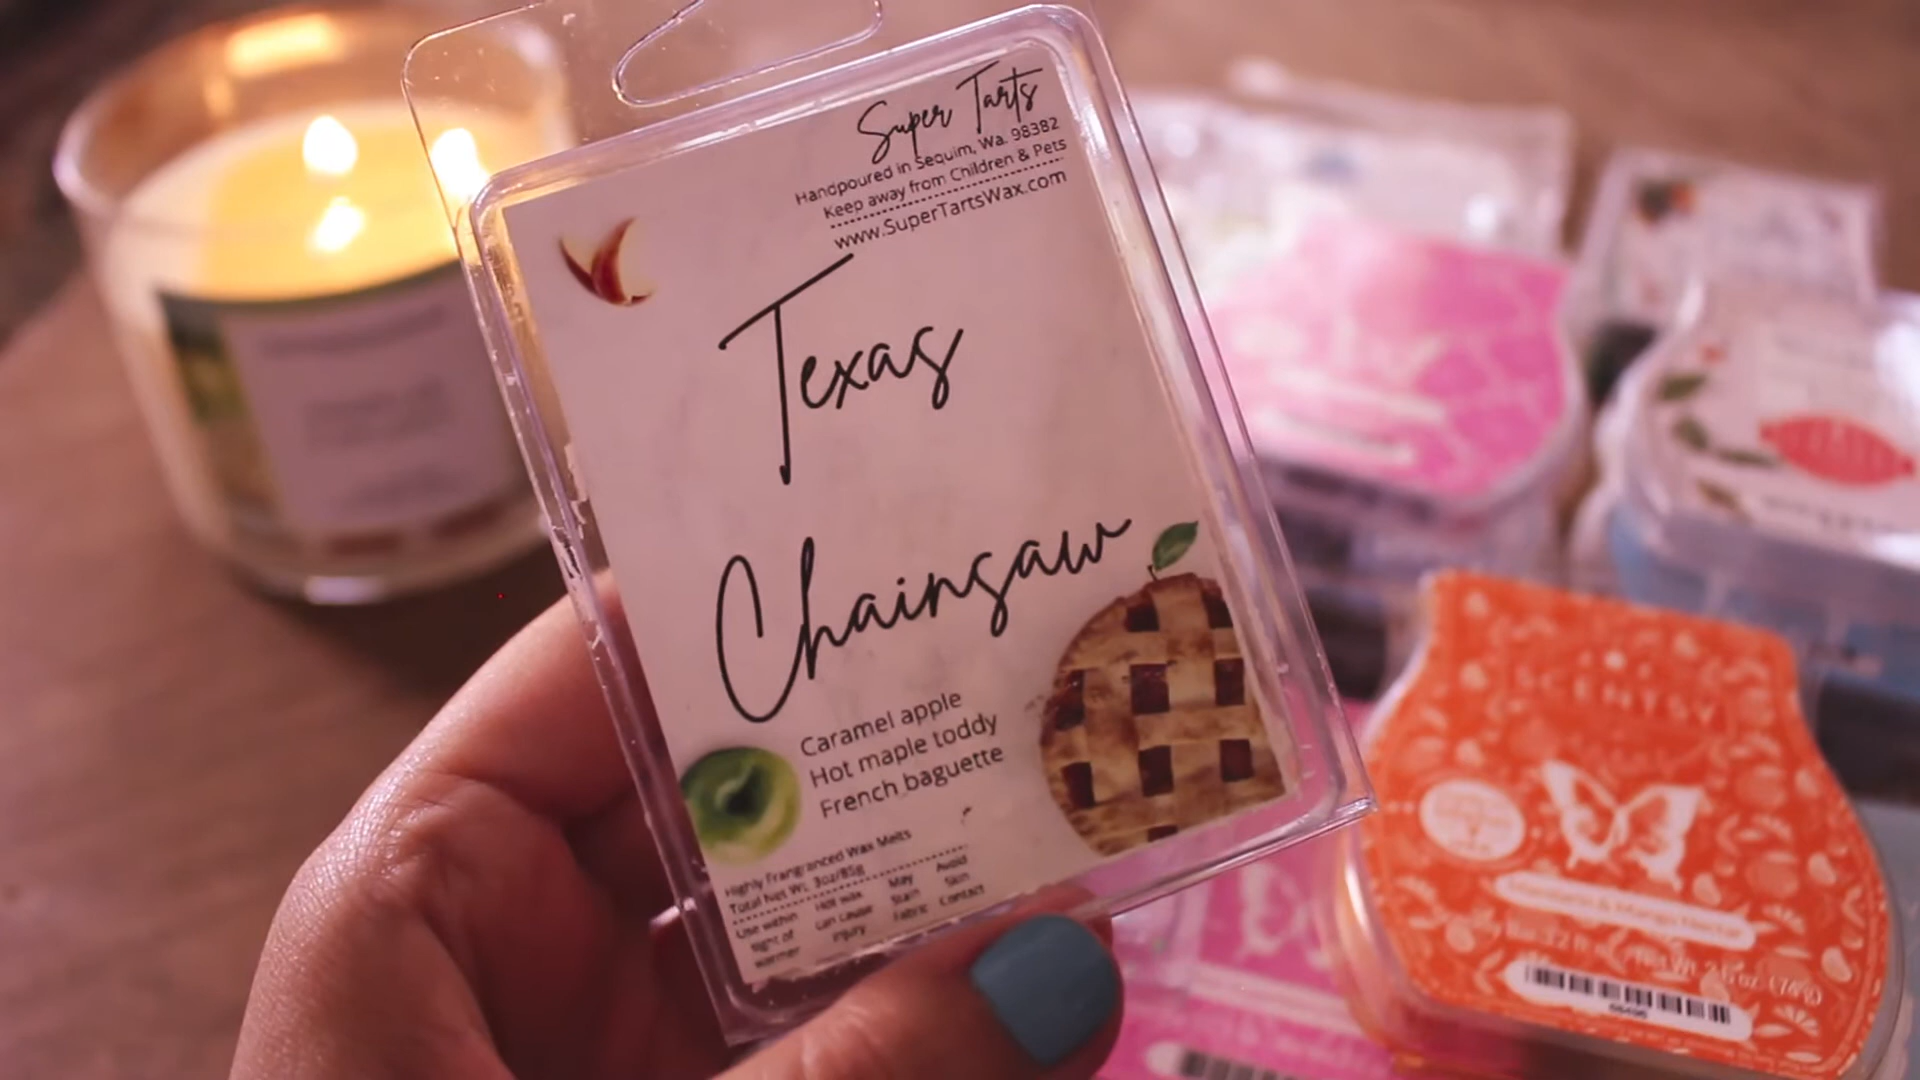 Super Tarts
Handpoured in Sequim, Wa. 98382
Keep away from Children & Pets
www.SuperTartsWax.com
Texas
Chainsaw
Caramel apple
Hot maple toddy
French baguette
Highly Frangranced Wax Melts
Total Net Wt. 3oz/85g
Use within sight of warmer
Hot wax can cause injury
May Stain Fabric
Avoid Skin Contact
SCENTSY